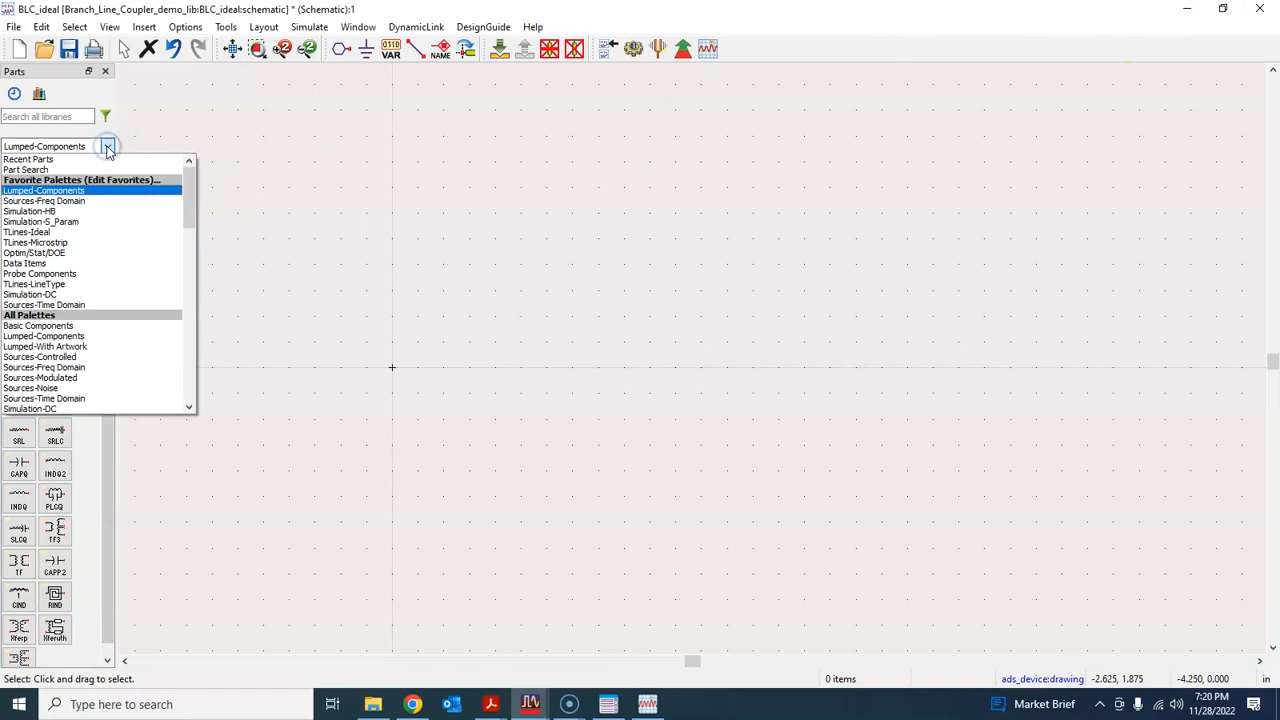 BLC_ideal [Branch_Line_Coupler_demo_lib:BLC_ideal:schematic] * (Schematic):1
File Edit Select View Insert Options Tools Layout Simulate Window DynamicLink DesignGuide Help
0110 VAR NAME
Parts
Search all libraries
Lumped-Components
Recent Parts
Part Search
Favorite Palettes (Edit Favorites)...
Lumped-Components
Sources-Freq Domain
Simulation-HB
Simulation-S_Param
TLines-Ideal
TLines-Microstrip
Optim/Stat/DOE
Data Items
Probe Components
TLines-LineType
Simulation-DC
Sources-Time Domain
All Palettes
Basic Components
Lumped-Components
Lumped-With Artwork
Sources-Controlled
Sources-Freq Domain
Sources-Modulated
Sources-Noise
Sources-Time Domain
Simulation-DC
SRL SRLC
CAPQ INDQ2
INDQ PLCQ
SLCQ TF3
TF CAPP2
CIND RIND
Xferp Xferuth
Select: Click and drag to select.
0 items
ads_device:drawing
-2.625, 1.875
-4.250, 0.000
in
Type here to search
Market Brief
7:20 PM
11/28/2022